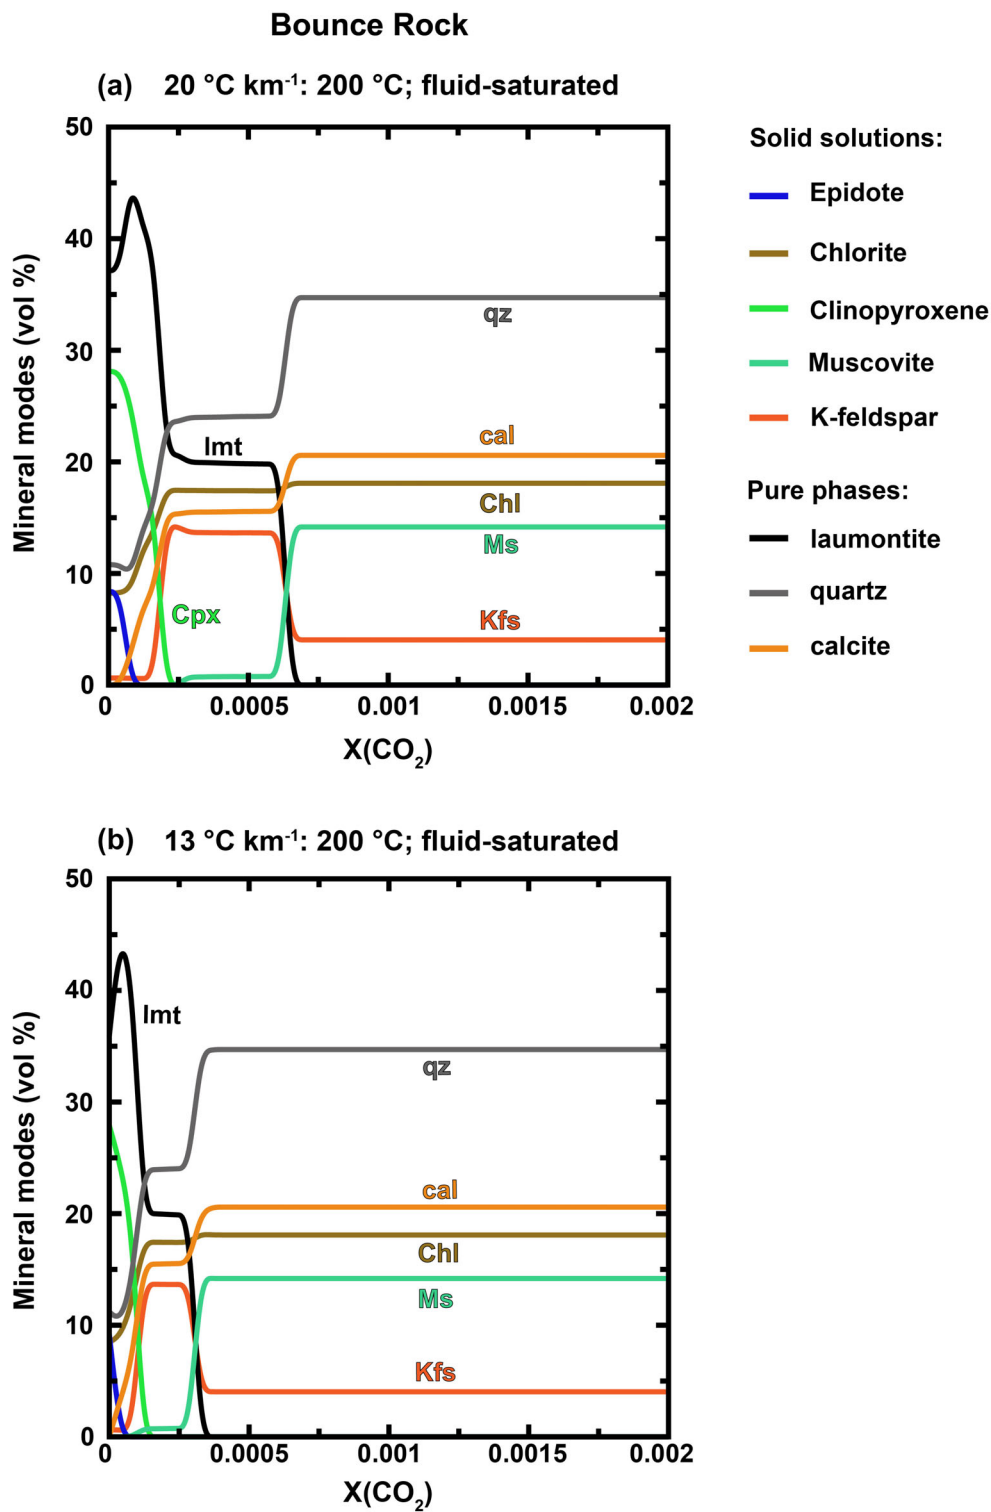 Bounce Rock
(a) 20 °C km⁻¹: 200 °C; fluid-saturated
50
40
30
20
10
0
Mineral modes (vol %)
qz
lmt
cal
Chl
Ms
Cpx
Kfs
0 0.0005 0.001 0.0015 0.002
X(CO₂)
Solid solutions:
Epidote
Chlorite
Clinopyroxene
Muscovite
K-feldspar
Pure phases:
laumontite
quartz
calcite
(b) 13 °C km⁻¹: 200 °C; fluid-saturated
50
40
30
20
10
0
Mineral modes (vol %)
lmt
qz
cal
Chl
Ms
Kfs
0 0.0005 0.001 0.0015 0.002
X(CO₂)